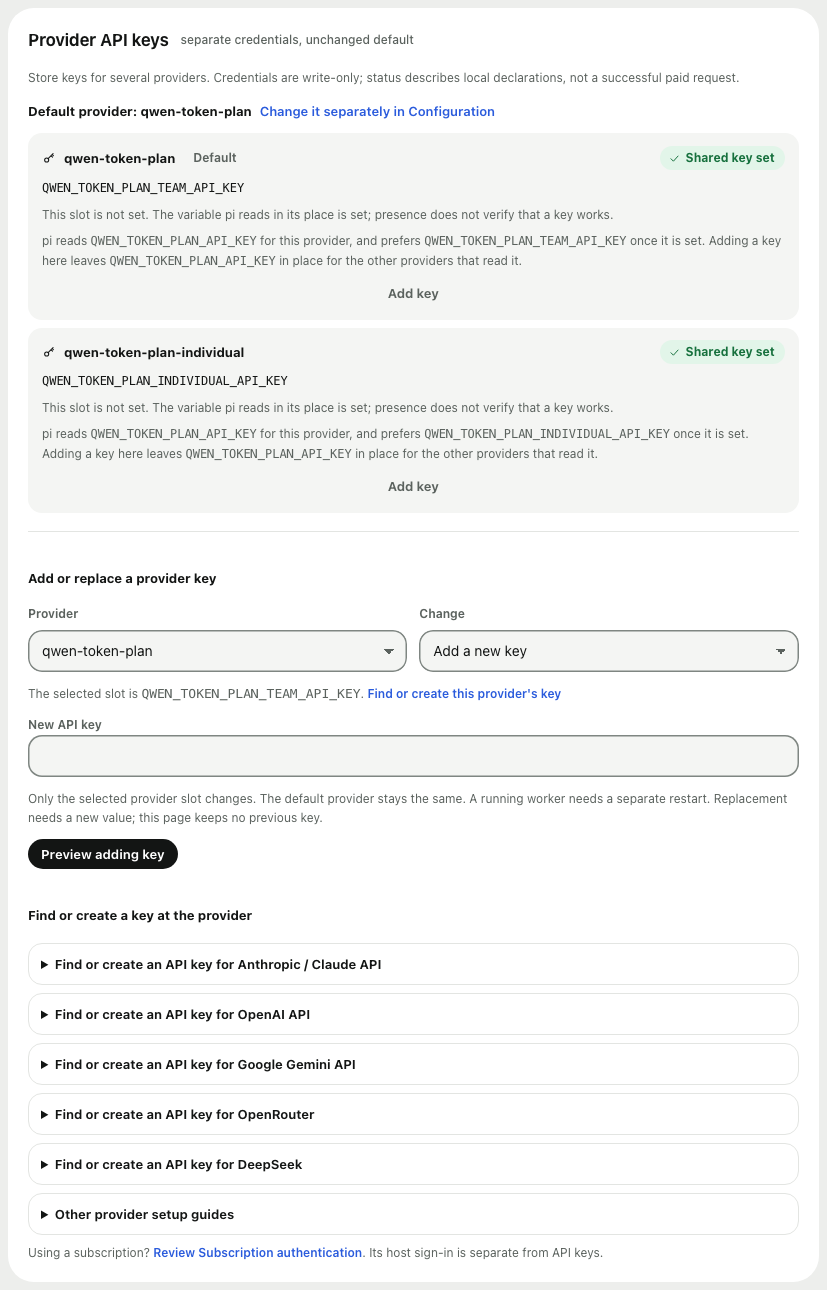 Provider API keys separate credentials, unchanged default
Store keys for several providers. Credentials are write-only; status describes local declarations, not a successful paid request.
Default provider: qwen-token-plan Change it separately in Configuration
qwen-token-plan Default Shared key set
QWEN_TOKEN_PLAN_TEAM_API_KEY
This slot is not set. The variable pi reads in its place is set; presence does not verify that a key works.
pi reads QWEN_TOKEN_PLAN_API_KEY for this provider, and prefers QWEN_TOKEN_PLAN_TEAM_API_KEY once it is set. Adding a key
here leaves QWEN_TOKEN_PLAN_API_KEY in place for the other providers that read it.
Add key
qwen-token-plan-individual Shared key set
QWEN_TOKEN_PLAN_INDIVIDUAL_API_KEY
This slot is not set. The variable pi reads in its place is set; presence does not verify that a key works.
pi reads QWEN_TOKEN_PLAN_API_KEY for this provider, and prefers QWEN_TOKEN_PLAN_INDIVIDUAL_API_KEY once it is set.
Adding a key here leaves QWEN_TOKEN_PLAN_API_KEY in place for the other providers that read it.
Add key
Add or replace a provider key
Provider Change
qwen-token-plan Add a new key
The selected slot is QWEN_TOKEN_PLAN_TEAM_API_KEY. Find or create this provider's key
New API key
Only the selected provider slot changes. The default provider stays the same. A running worker needs a separate restart. Replacement
needs a new value; this page keeps no previous key.
Preview adding key
Find or create a key at the provider
Find or create an API key for Anthropic / Claude API
Find or create an API key for OpenAI API
Find or create an API key for Google Gemini API
Find or create an API key for OpenRouter
Find or create an API key for DeepSeek
Other provider setup guides
Using a subscription? Review Subscription authentication. Its host sign-in is separate from API keys.